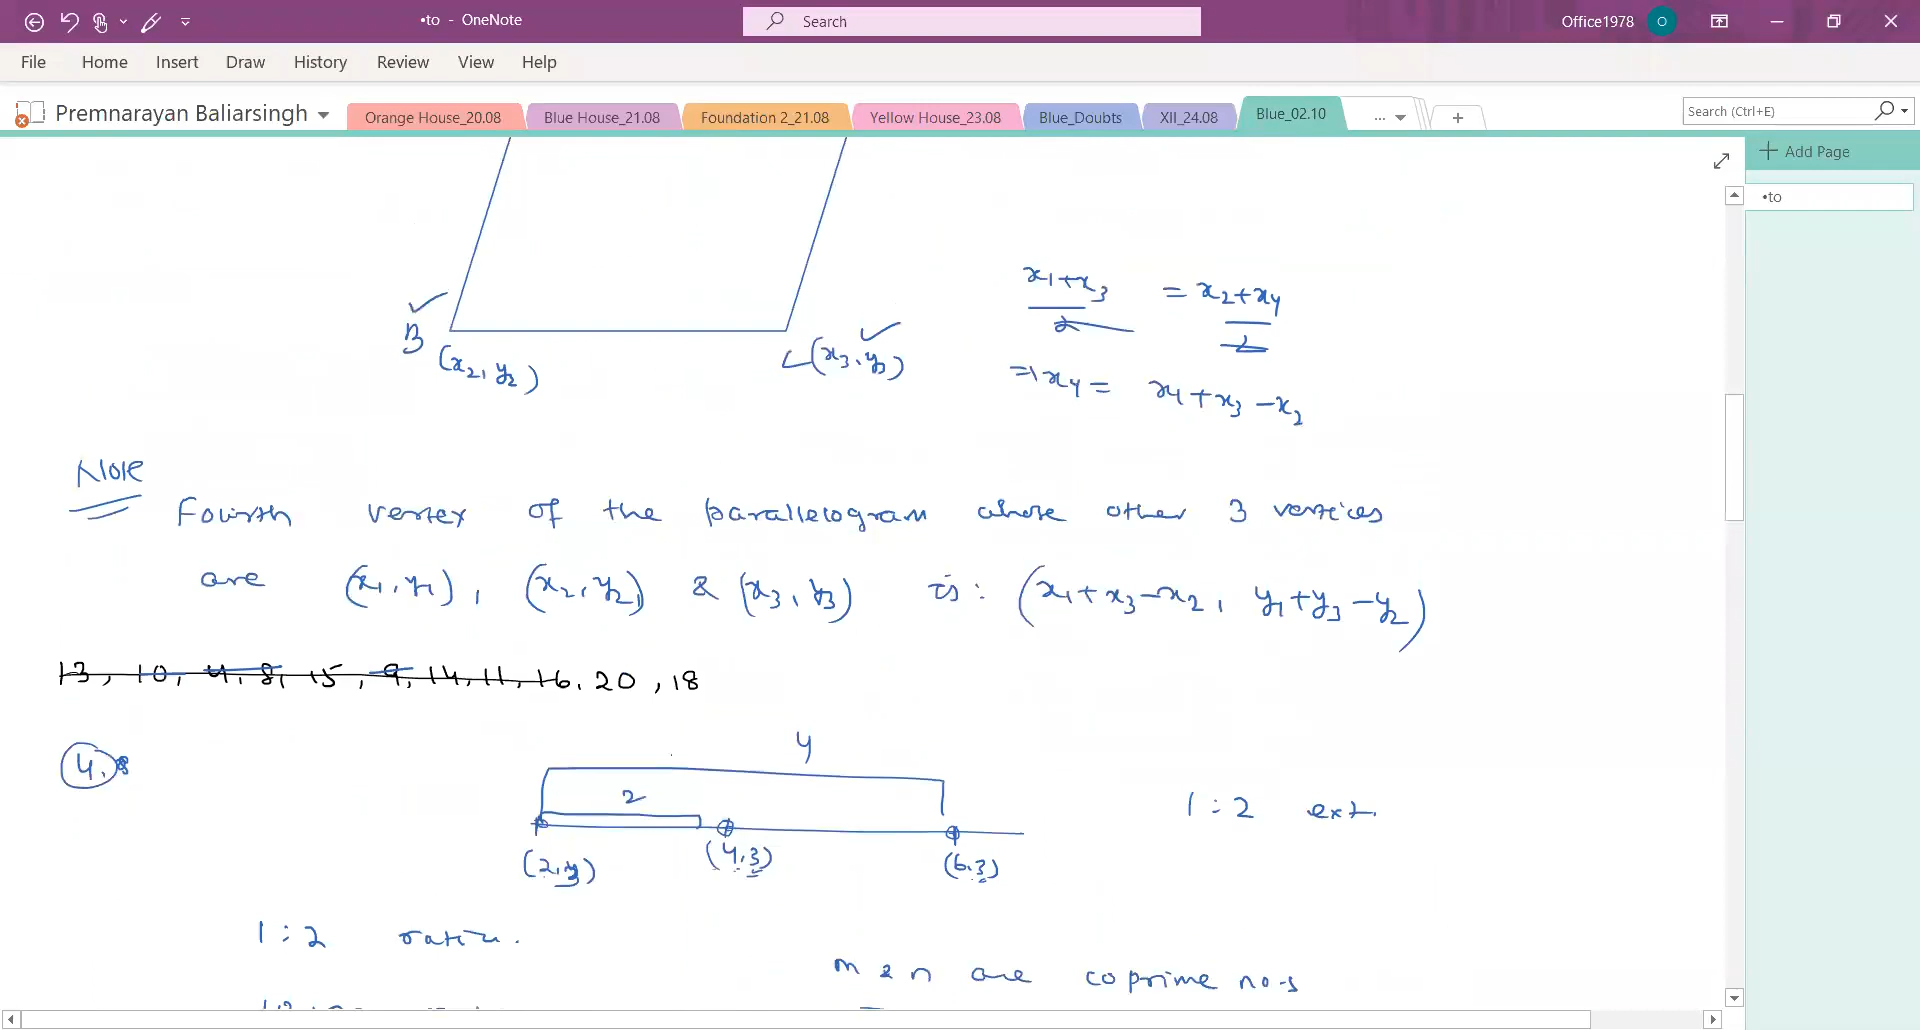 •to - OneNote
Search
Office1978 O
File Home Insert Draw History Review View Help
Premnarayan Baliarsingh
Orange House_20.08 Blue House_21.08 Foundation 2_21.08 Yellow House_23.08 Blue_Doubts XII_24.08 Blue_02.10 ... +
Search (Ctrl+E)
Add Page
•to
x₁+x₃/2 = x₂+x₄/2
⇒ x₄ = x₁+x₃-x₂
B (x₂, y₂)
C (x₃, y₃)
Note
Fourth vertex of the parallelogram whose other 3 vertices
are (x₁, y₁), (x₂, y₂) & (x₃, y₃) is: (x₁+x₃-x₂, y₁+y₃-y₂)
13, 10, 4, 8, 15, 9, 14, 11, 16, 20, 18
4.
4
2
1:2 ext.
(4,3)
(6,3)
1:2 ratio.
m & n are coprime no.s